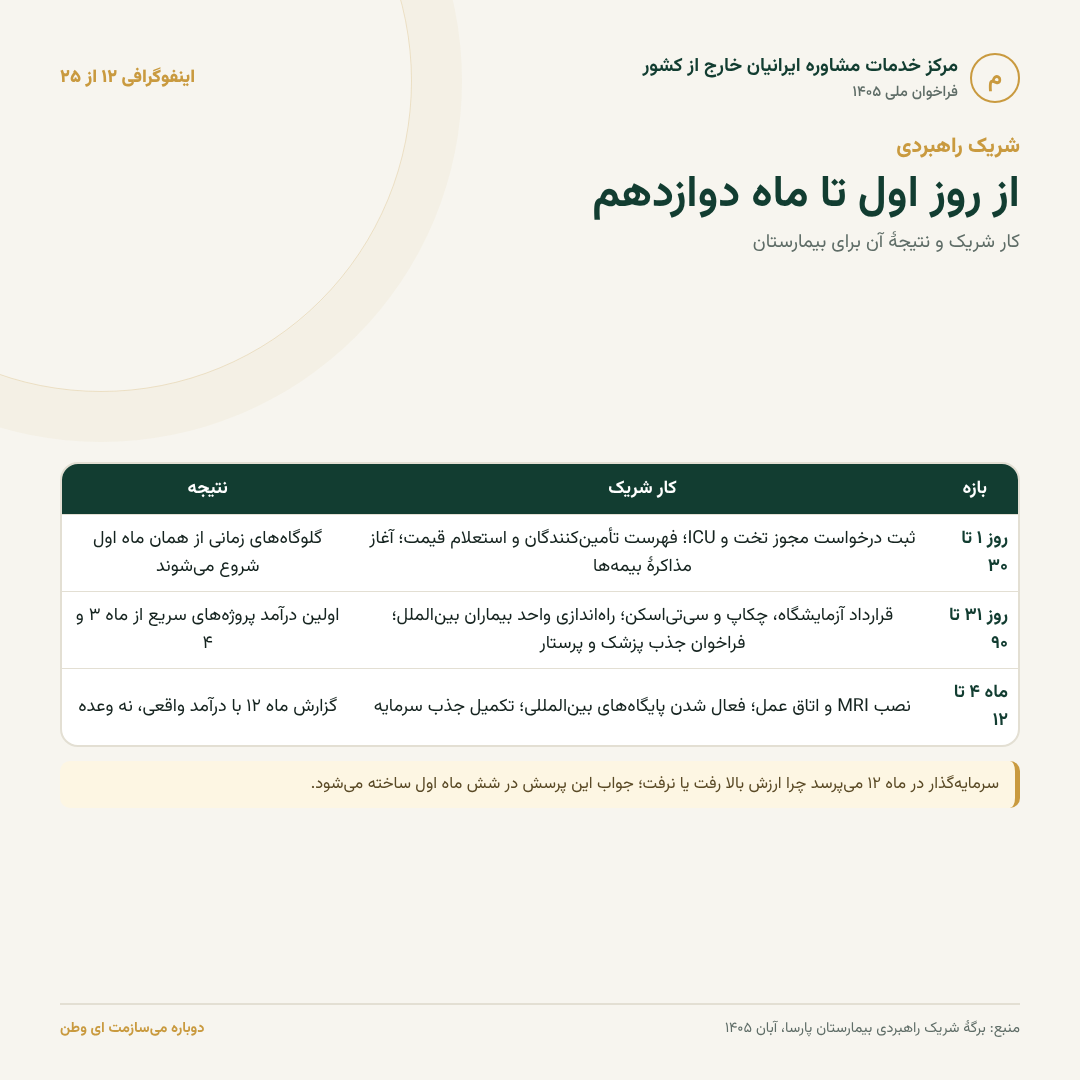 م
مرکز خدمات مشاوره ایرانیان خارج از کشور
فراخوان ملی ۱۴۰۵
اینفوگرافی ۱۲ از ۲۵
شریک راهبردی
از روز اول تا ماه دوازدهم
کار شریک و نتیجهٔ آن برای بیمارستان
بازه
کار شریک
نتیجه
روز ۱ تا
۳۰
ثبت درخواست مجوز تخت و ICU؛ فهرست تأمین‌کنندگان و استعلام قیمت؛ آغاز
مذاکرهٔ بیمه‌ها
گلوگاه‌های زمانی از همان ماه اول
شروع می‌شوند
روز ۳۱ تا
۹۰
قرارداد آزمایشگاه، چکاپ و سی‌تی‌اسکن؛ راه‌اندازی واحد بیماران بین‌الملل؛
فراخوان جذب پزشک و پرستار
اولین درآمد پروژه‌های سریع از ماه ۳ و
۴
ماه ۴ تا
۱۲
نصب MRI و اتاق عمل؛ فعال شدن پایگاه‌های بین‌المللی؛ تکمیل جذب سرمایه
گزارش ماه ۱۲ با درآمد واقعی، نه وعده
سرمایه‌گذار در ماه ۱۲ می‌پرسد چرا ارزش بالا رفت یا نرفت؛ جواب این پرسش در شش ماه اول ساخته می‌شود.
منبع: برگهٔ شریک راهبردی بیمارستان پارسا، آبان ۱۴۰۵
دوباره می‌سازمت ای وطن